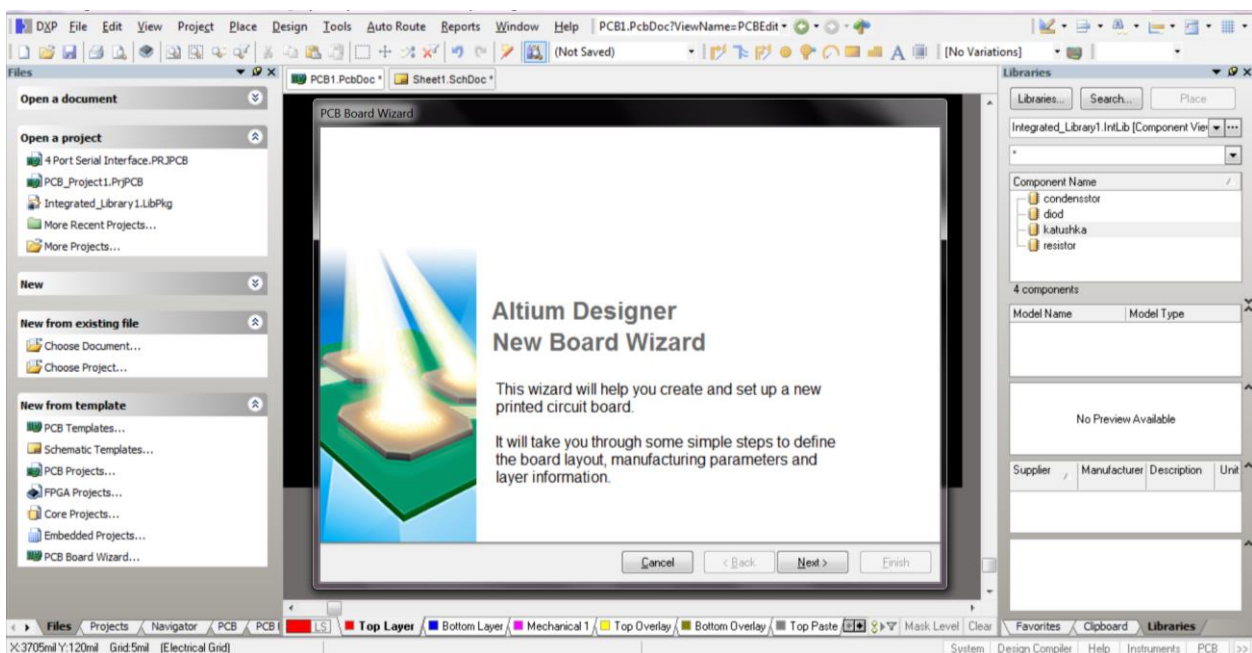 DXP File Edit View Project Place Design Tools Auto Route Reports Window Help PCB1.PcbDoc?ViewName=PCBEdit
(Not Saved) [No Variations]
Files
PCB1.PcbDoc * Sheet1.SchDoc *
Libraries
Open a document
Open a project
4 Port Serial Interface.PRJPCB
PCB_Project1.PrjPCB
Integrated_Library1.LibPkg
More Recent Projects...
More Projects...
New
New from existing file
Choose Document...
Choose Project...
New from template
PCB Templates...
Schematic Templates...
PCB Projects...
FPGA Projects...
Core Projects...
Embedded Projects...
PCB Board Wizard...
PCB Board Wizard
Altium Designer
New Board Wizard
This wizard will help you create and set up a new
printed circuit board.
It will take you through some simple steps to define
the board layout, manufacturing parameters and
layer information.
Cancel < Back Next > Finish
Libraries... Search... Place
Integrated_Library1.IntLib [Component Vie
*
Component Name
condensstor
diod
katushka
resistor
4 components
Model Name Model Type
No Preview Available
Supplier Manufacturer Description Unit
Files Projects Navigator PCB PCB
LS Top Layer Bottom Layer Mechanical 1 Top Overlay Bottom Overlay Top Paste Mask Level Clear
Favorites Clipboard Libraries
X:3705mil Y:120mil Grid:5mil (Electrical Grid)
System Design Compiler Help Instruments PCB >>